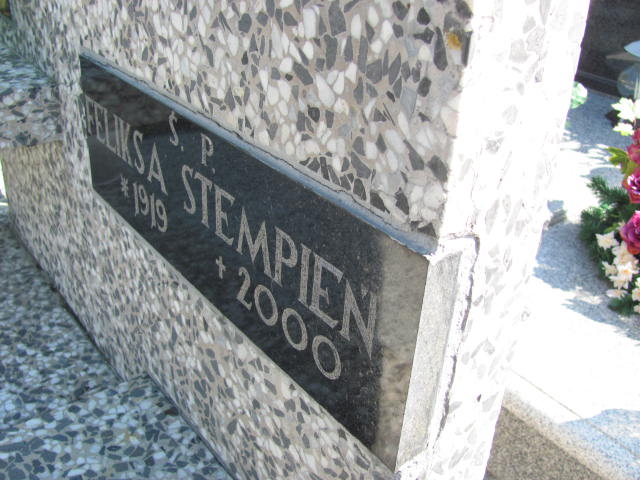 Ś. P.
FELIKSA STEMPIEN
* 1919 + 2000